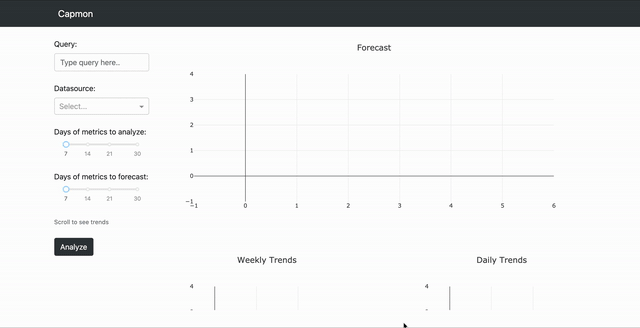 Capmon
Query:
Type query here..
Datasource:
Select...
Days of metrics to analyze:
7 14 21 30
Days of metrics to forecast:
7 14 21 30
Scroll to see trends
Analyze
Forecast
4
3
2
1
0
−1
−1 0 1 2 3 4 5 6
Weekly Trends
4
Daily Trends
4